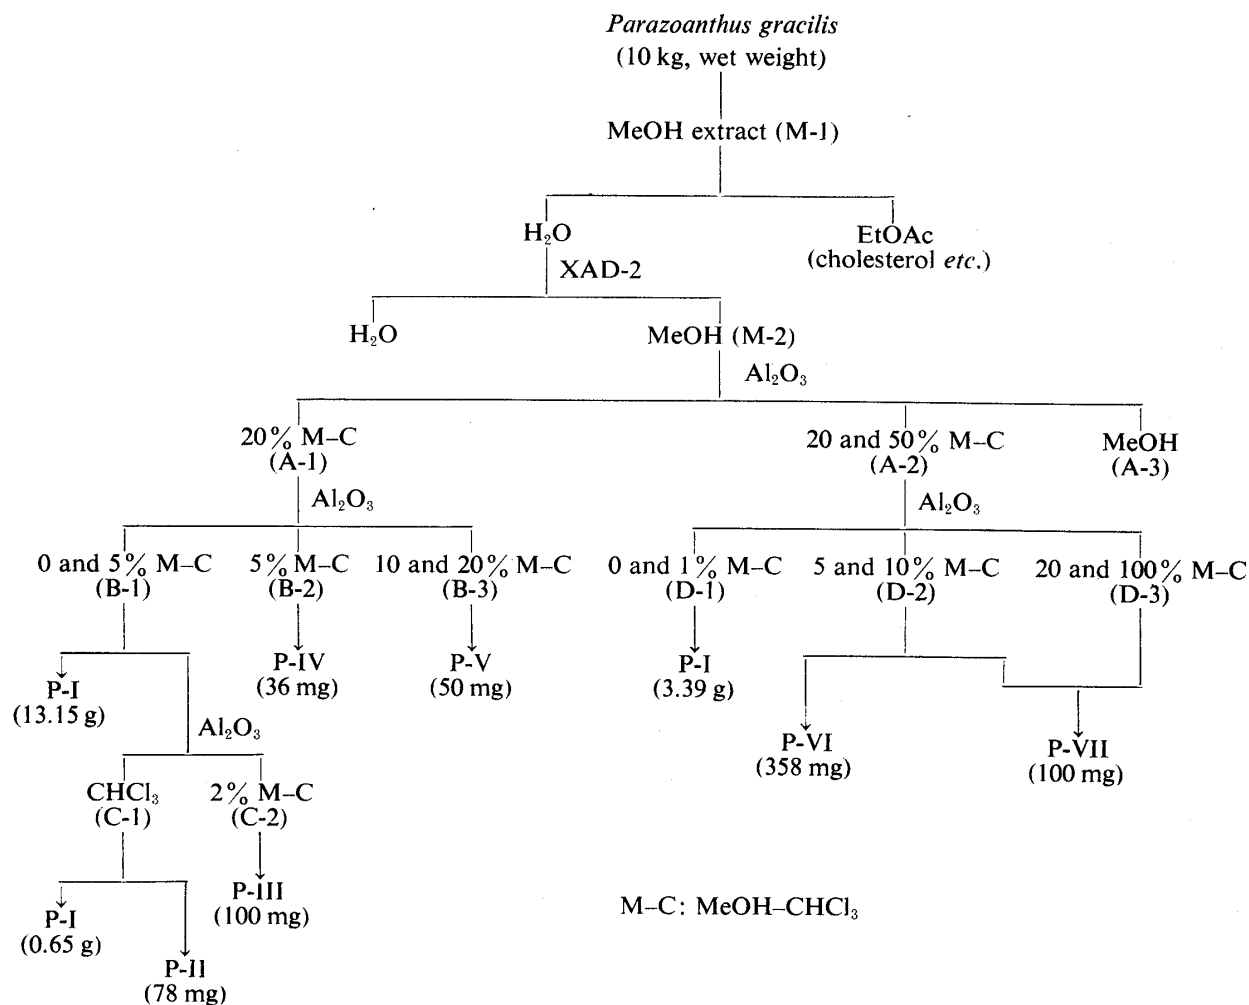 Parazoanthus gracilis
(10 kg, wet weight)
MeOH extract (M-1)
H₂O
EtOAc
(cholesterol etc.)
XAD-2
H₂O
MeOH (M-2)
Al₂O₃
20% M–C
(A-1)
20 and 50% M–C
(A-2)
MeOH
(A-3)
Al₂O₃
Al₂O₃
0 and 5% M–C
(B-1)
5% M–C
(B-2)
10 and 20% M–C
(B-3)
0 and 1% M–C
(D-1)
5 and 10% M–C
(D-2)
20 and 100% M–C
(D-3)
P-I
(13.15 g)
P-IV
(36 mg)
P-V
(50 mg)
P-I
(3.39 g)
P-VI
(358 mg)
P-VII
(100 mg)
Al₂O₃
CHCl₃
(C-1)
2% M–C
(C-2)
P-I
(0.65 g)
P-II
(78 mg)
P-III
(100 mg)
M–C: MeOH–CHCl₃